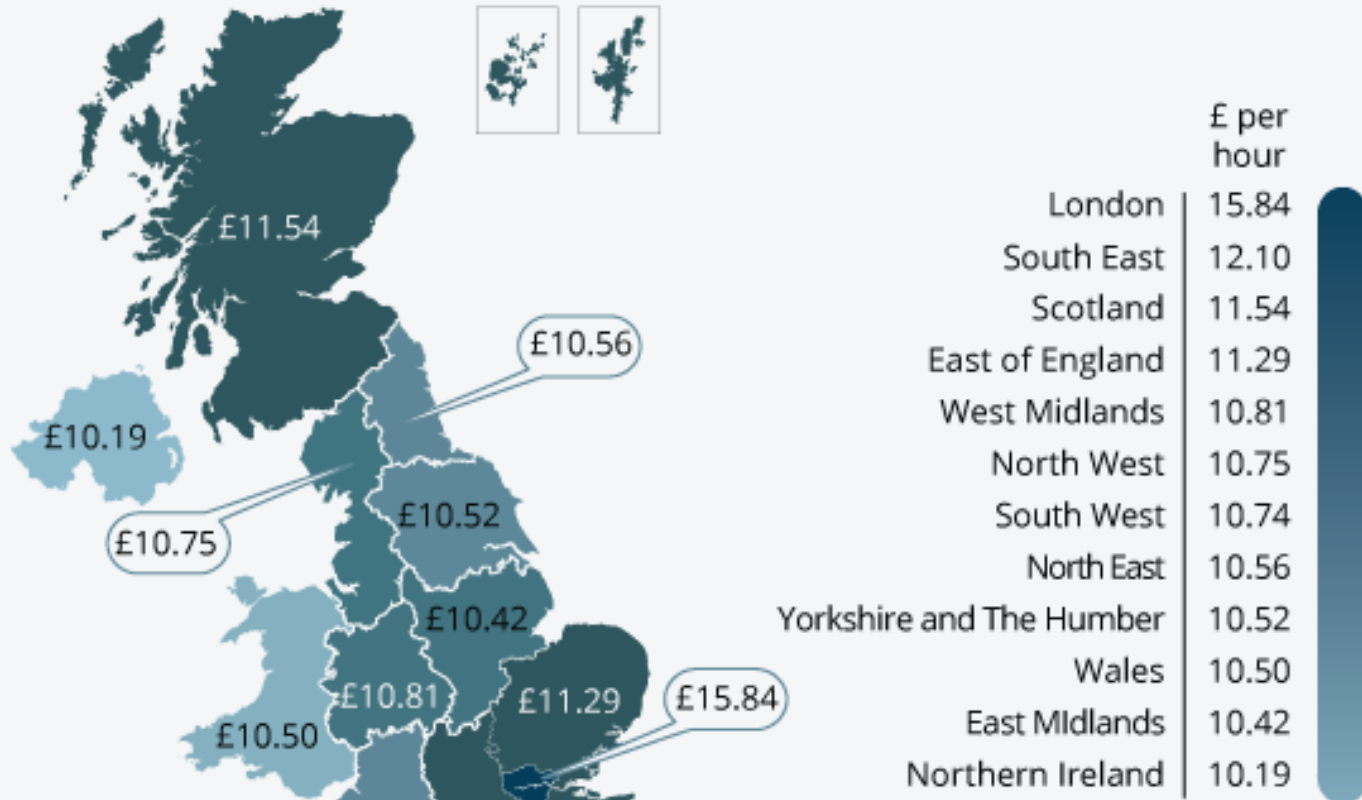 £11.54
£10.56
£10.19
£10.52
£10.75
£10.42
£10.81
£11.29
£15.84
£10.50
£ per
hour
London 15.84
South East 12.10
Scotland 11.54
East of England 11.29
West Midlands 10.81
North West 10.75
South West 10.74
North East 10.56
Yorkshire and The Humber 10.52
Wales 10.50
East MIdlands 10.42
Northern Ireland 10.19